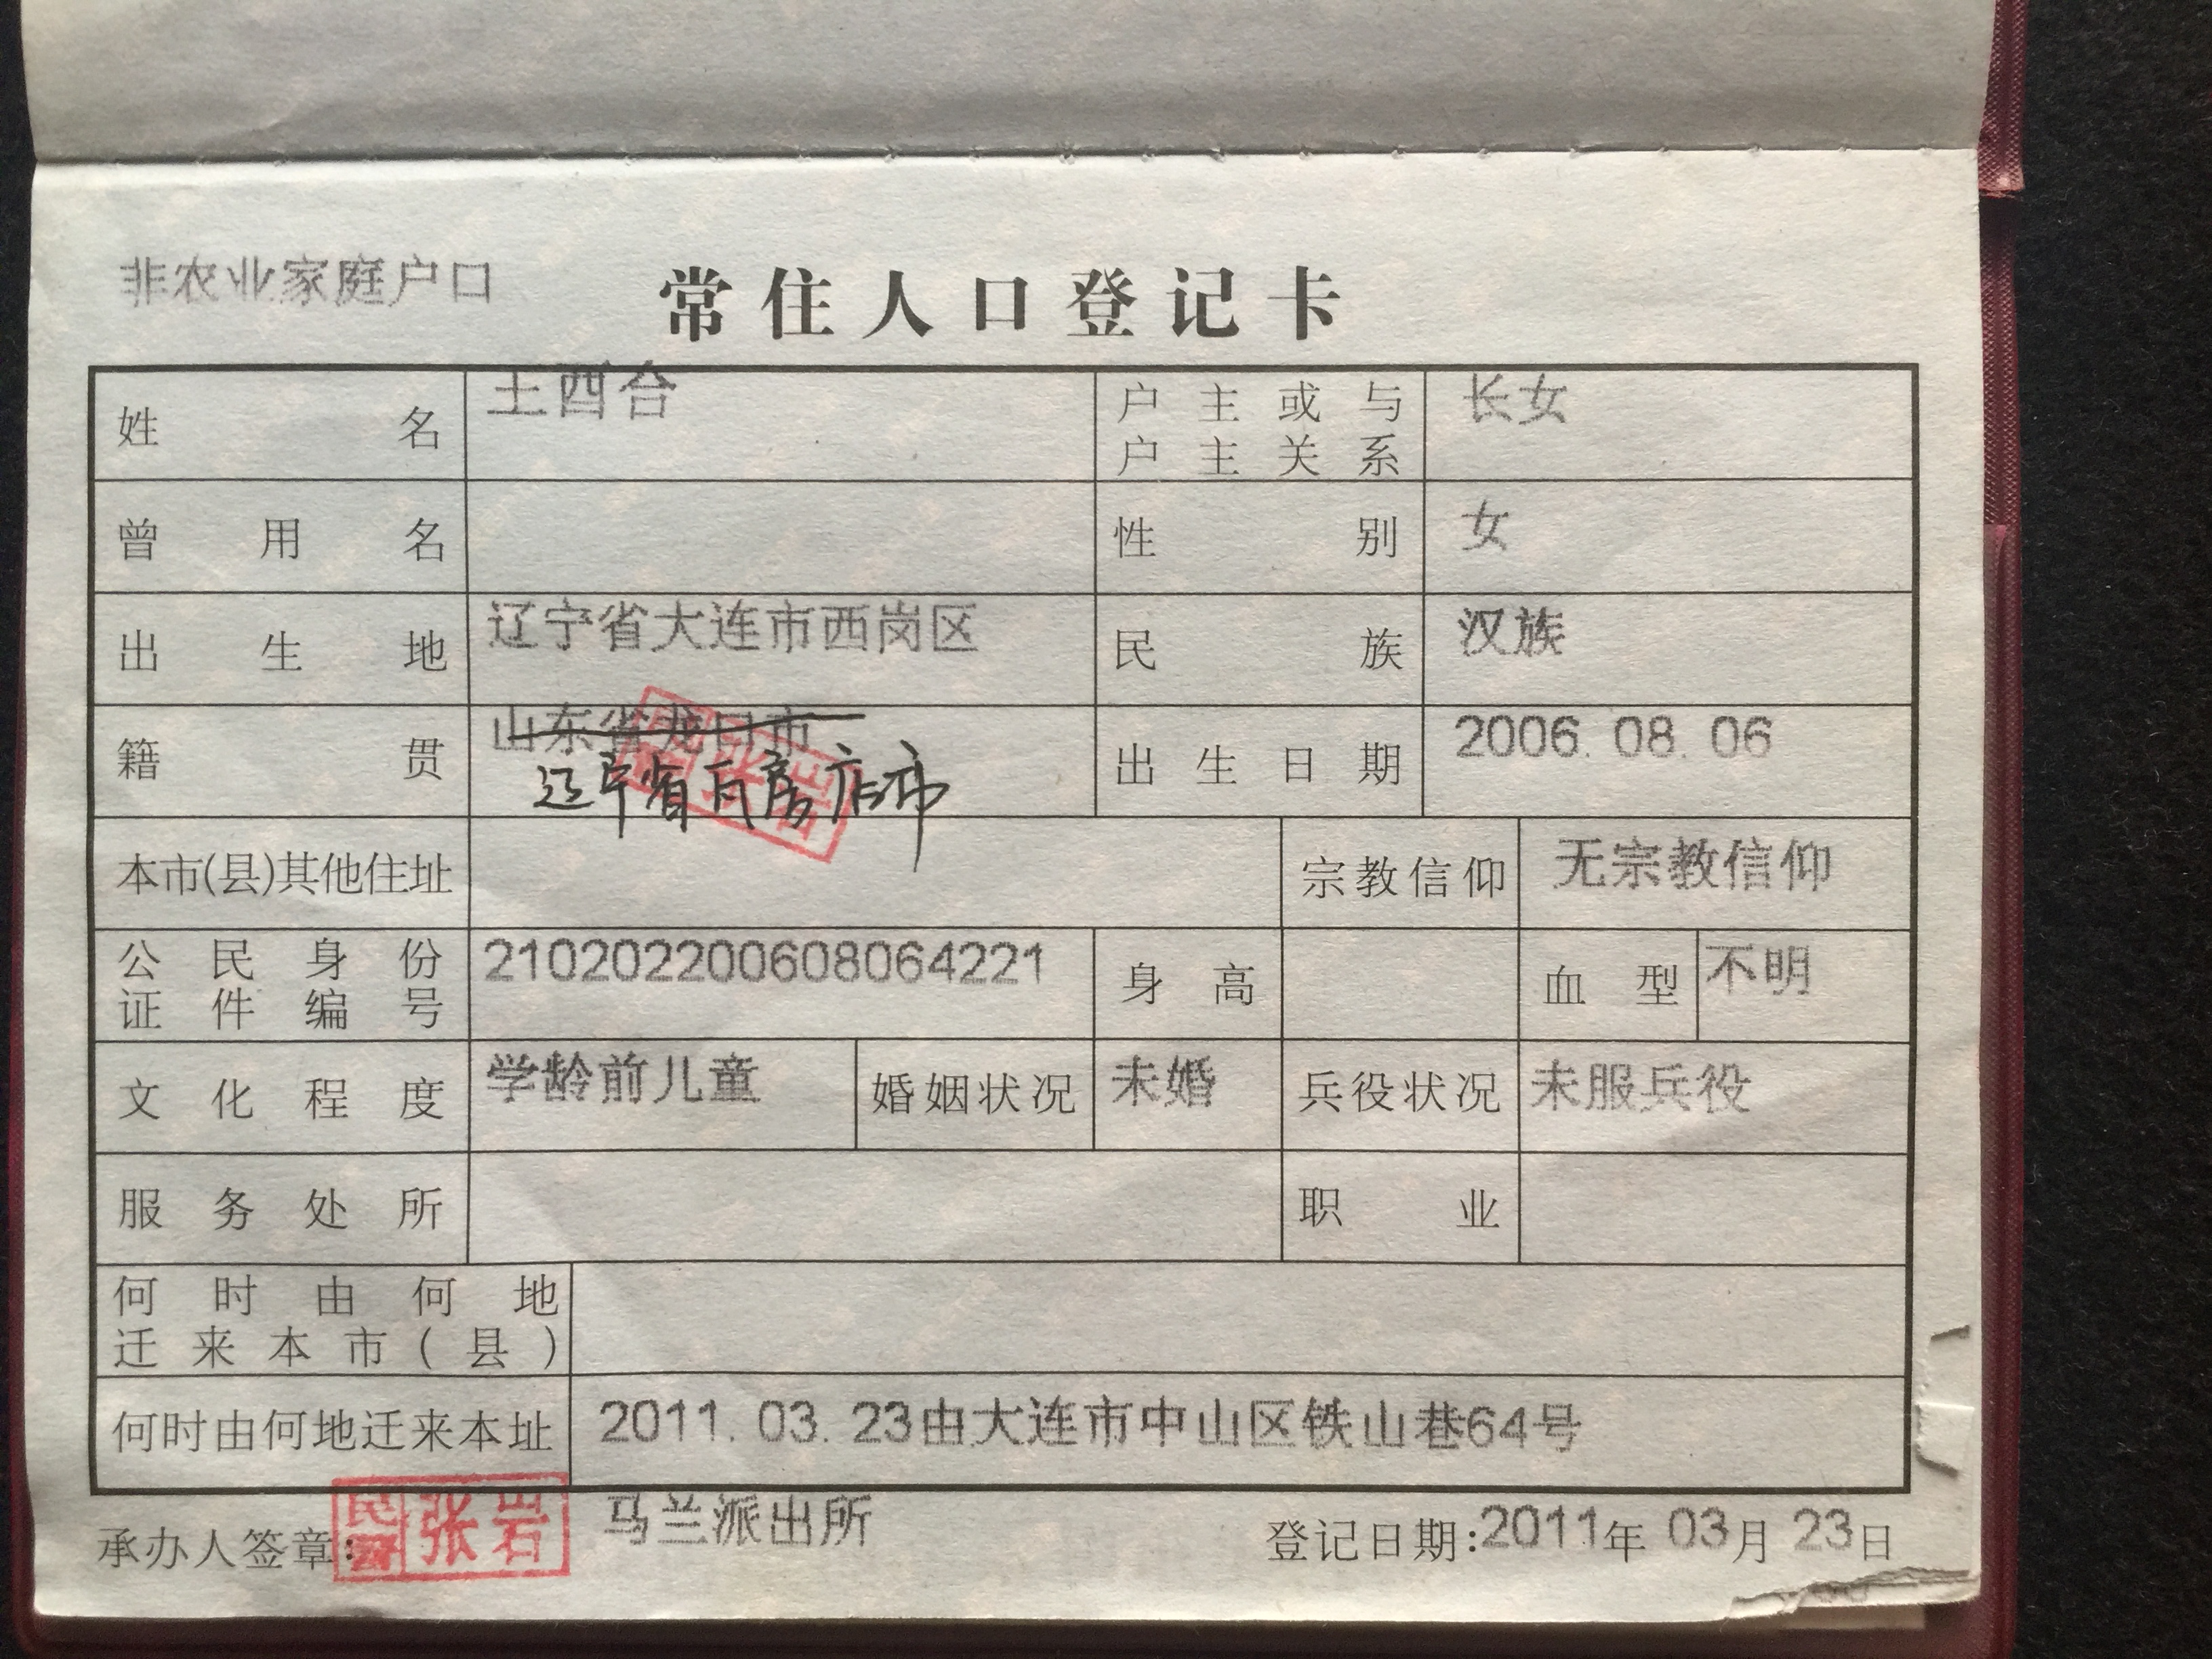 非农业家庭户口
常住人口登记卡
姓名 王酉合 户主或与户主关系 长女
曾用名 性别 女
出生地 辽宁省大连市西岗区 民族 汉族
籍贯 山东省龙口市 出生日期 2006. 08. 06
辽宁省瓦房店市
本市(县)其他住址 宗教信仰 无宗教信仰
公民身份证件编号 210202200608064221 身高 血型 不明
文化程度 学龄前儿童 婚姻状况 未婚 兵役状况 未服兵役
服务处所 职业
何时由何地迁来本市(县)
何时由何地迁来本址 2011. 03. 23由大连市中山区铁山巷64号
承办人签章: 马兰派出所 登记日期:2011年 03月 23日